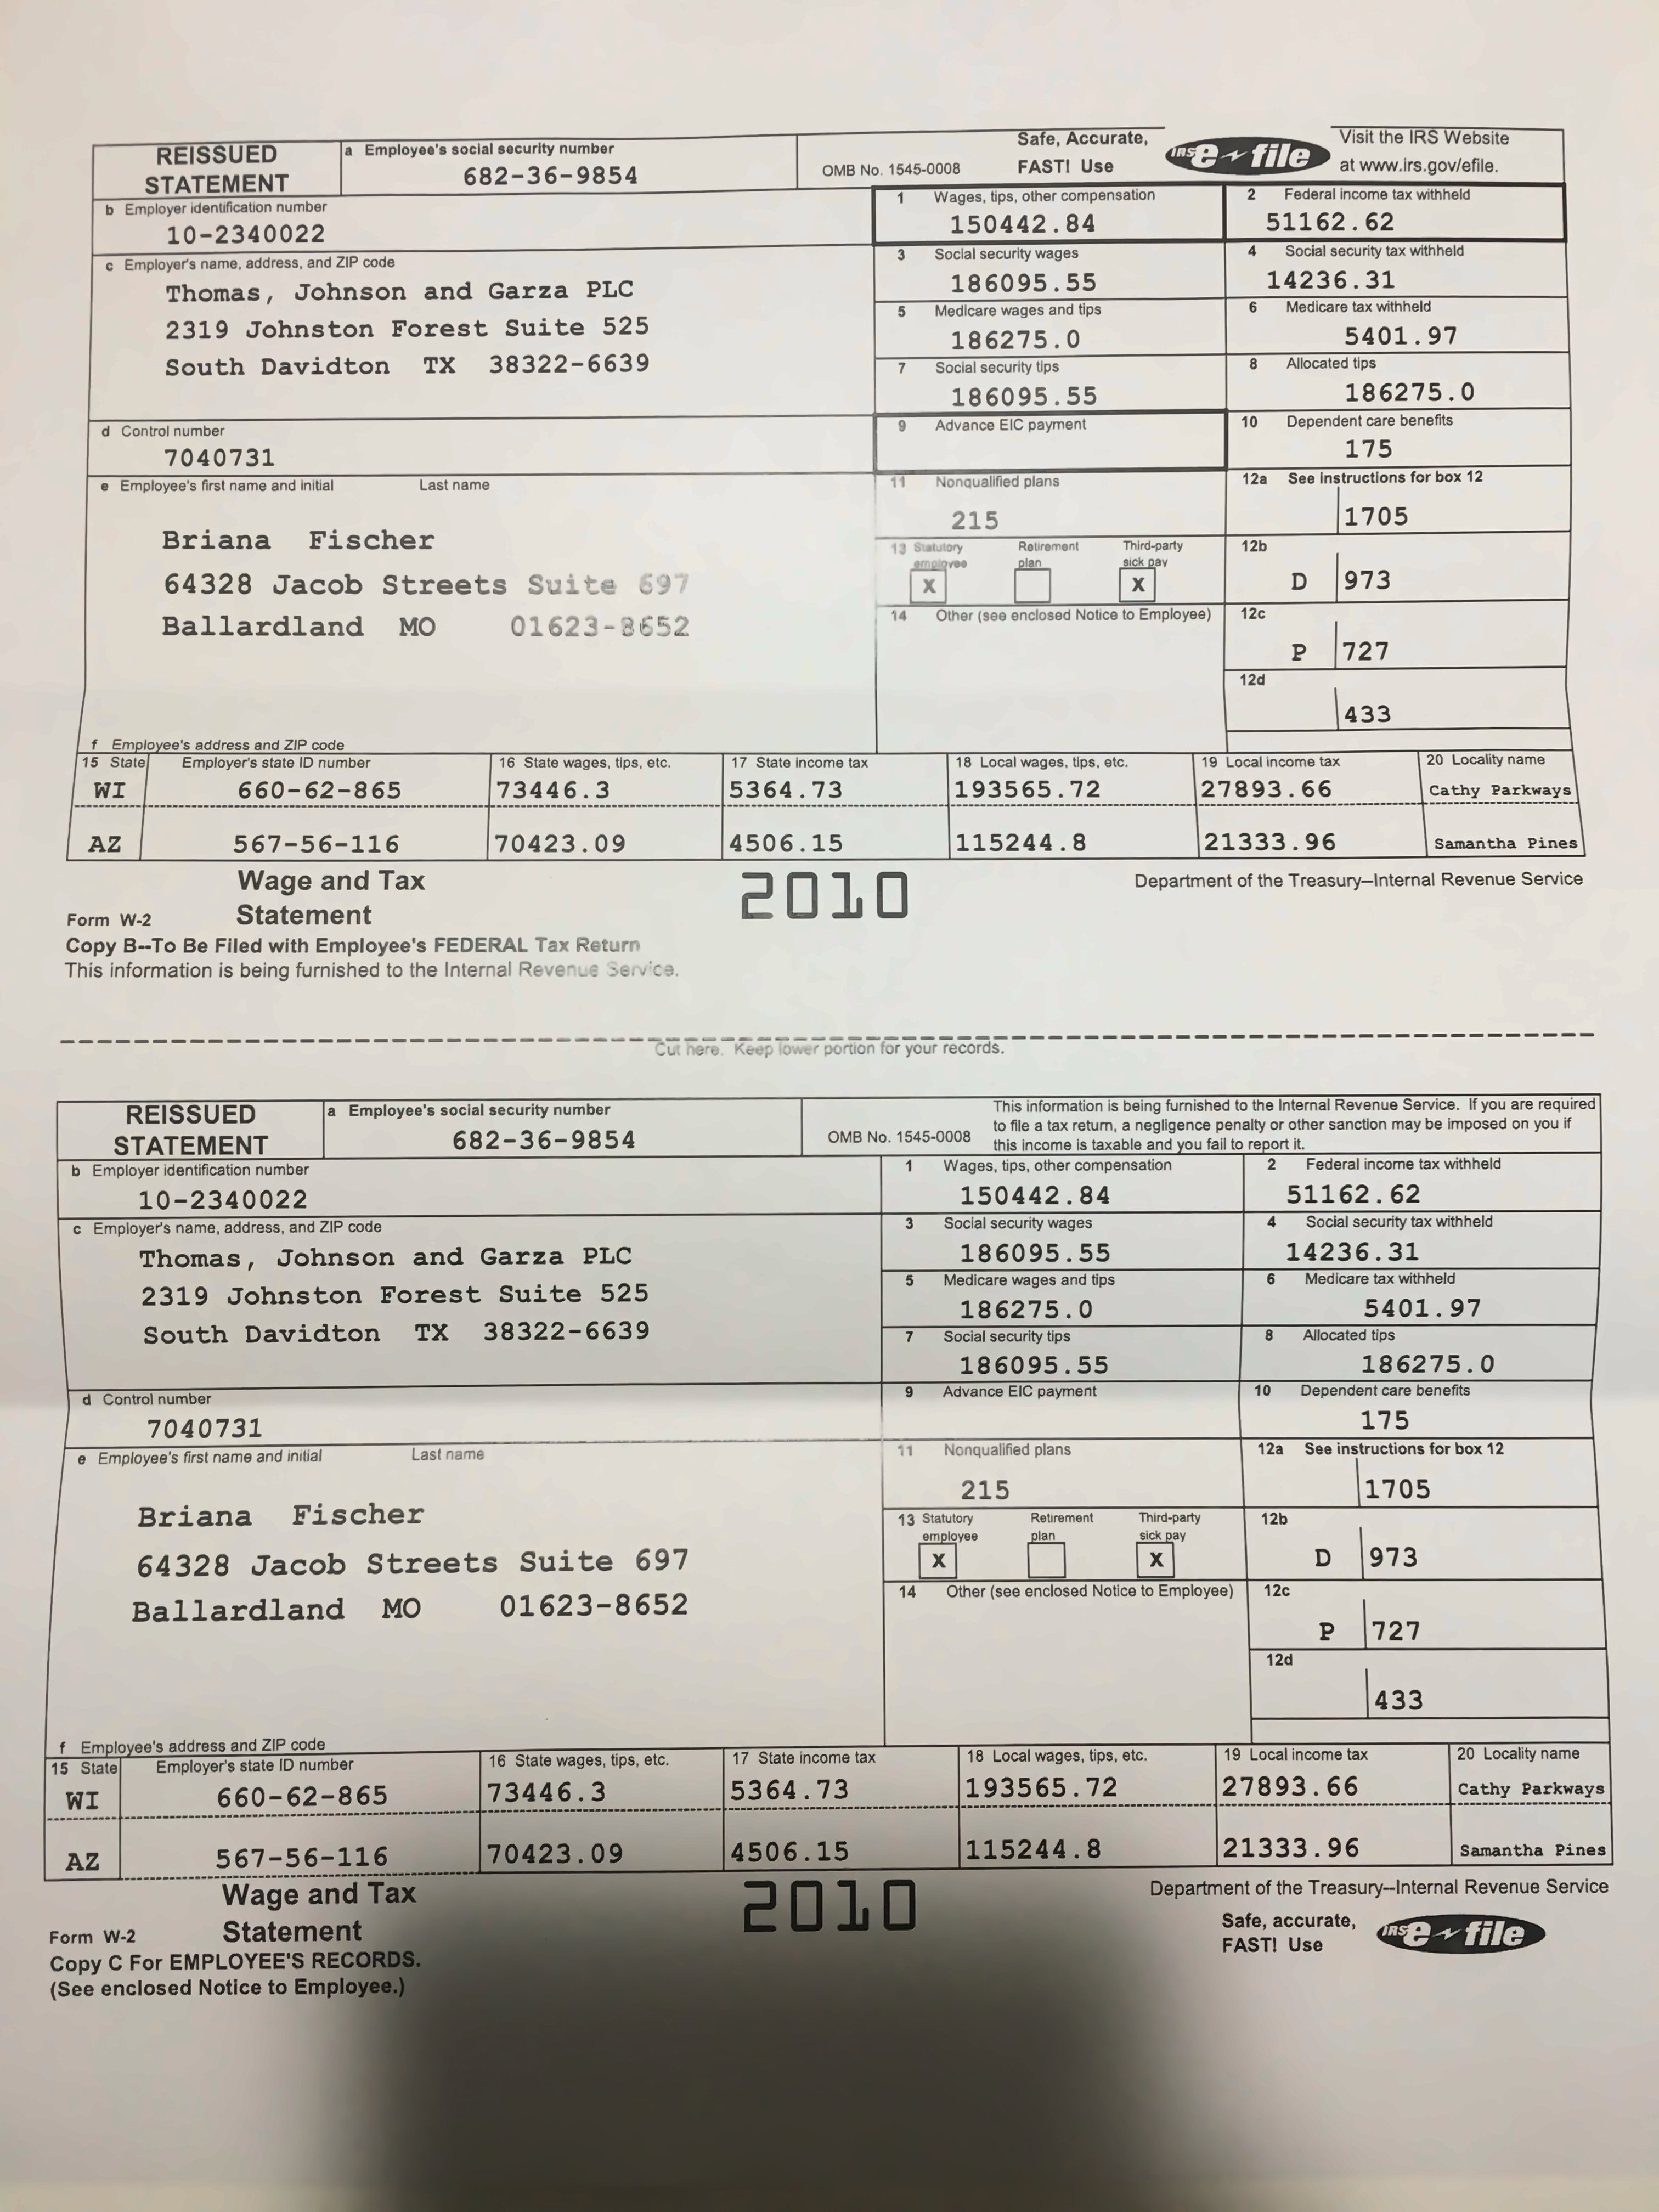 REISSUED STATEMENT
a Employee's social security number
682-36-9854
OMB No. 1545-0008
Safe, Accurate, FAST! Use
IRS e-file
Visit the IRS Website at www.irs.gov/efile.
b Employer identification number
10-2340022
1 Wages, tips, other compensation
150442.84
2 Federal income tax withheld
51162.62
c Employer's name, address, and ZIP code
Thomas, Johnson and Garza PLC
2319 Johnston Forest Suite 525
South Davidton TX 38322-6639
3 Social security wages
186095.55
4 Social security tax withheld
14236.31
5 Medicare wages and tips
186275.0
6 Medicare tax withheld
5401.97
7 Social security tips
186095.55
8 Allocated tips
186275.0
d Control number
7040731
9 Advance EIC payment
10 Dependent care benefits
175
e Employee's first name and initial Last name
Briana Fischer
64328 Jacob Streets Suite 697
Ballardland MO 01623-8652
11 Nonqualified plans
215
12a See instructions for box 12
1705
13 Statutory employee X Retirement plan Third-party sick pay X
12b
D 973
14 Other (see enclosed Notice to Employee)
12c
P 727
12d
433
f Employee's address and ZIP code
15 State Employer's state ID number 16 State wages, tips, etc. 17 State income tax 18 Local wages, tips, etc. 19 Local income tax 20 Locality name
WI 660-62-865 73446.3 5364.73 193565.72 27893.66 Cathy Parkways
AZ 567-56-116 70423.09 4506.15 115244.8 21333.96 Samantha Pines
Form W-2 Wage and Tax Statement
2010
Department of the Treasury--Internal Revenue Service
Copy B--To Be Filed with Employee's FEDERAL Tax Return
This information is being furnished to the Internal Revenue Service.
Cut here. Keep lower portion for your records.
REISSUED STATEMENT
a Employee's social security number
682-36-9854
OMB No. 1545-0008
This information is being furnished to the Internal Revenue Service. If you are required
to file a tax return, a negligence penalty or other sanction may be imposed on you if
this income is taxable and you fail to report it.
b Employer identification number
10-2340022
1 Wages, tips, other compensation
150442.84
2 Federal income tax withheld
51162.62
c Employer's name, address, and ZIP code
Thomas, Johnson and Garza PLC
2319 Johnston Forest Suite 525
South Davidton TX 38322-6639
3 Social security wages
186095.55
4 Social security tax withheld
14236.31
5 Medicare wages and tips
186275.0
6 Medicare tax withheld
5401.97
7 Social security tips
186095.55
8 Allocated tips
186275.0
d Control number
7040731
9 Advance EIC payment
10 Dependent care benefits
175
e Employee's first name and initial Last name
Briana Fischer
64328 Jacob Streets Suite 697
Ballardland MO 01623-8652
11 Nonqualified plans
215
12a See instructions for box 12
1705
13 Statutory employee X Retirement plan Third-party sick pay X
12b
D 973
14 Other (see enclosed Notice to Employee)
12c
P 727
12d
433
f Employee's address and ZIP code
15 State Employer's state ID number 16 State wages, tips, etc. 17 State income tax 18 Local wages, tips, etc. 19 Local income tax 20 Locality name
WI 660-62-865 73446.3 5364.73 193565.72 27893.66 Cathy Parkways
AZ 567-56-116 70423.09 4506.15 115244.8 21333.96 Samantha Pines
Form W-2 Wage and Tax Statement
2010
Department of the Treasury--Internal Revenue Service
Safe, accurate, FAST! Use
IRS e-file
Copy C For EMPLOYEE'S RECORDS.
(See enclosed Notice to Employee.)